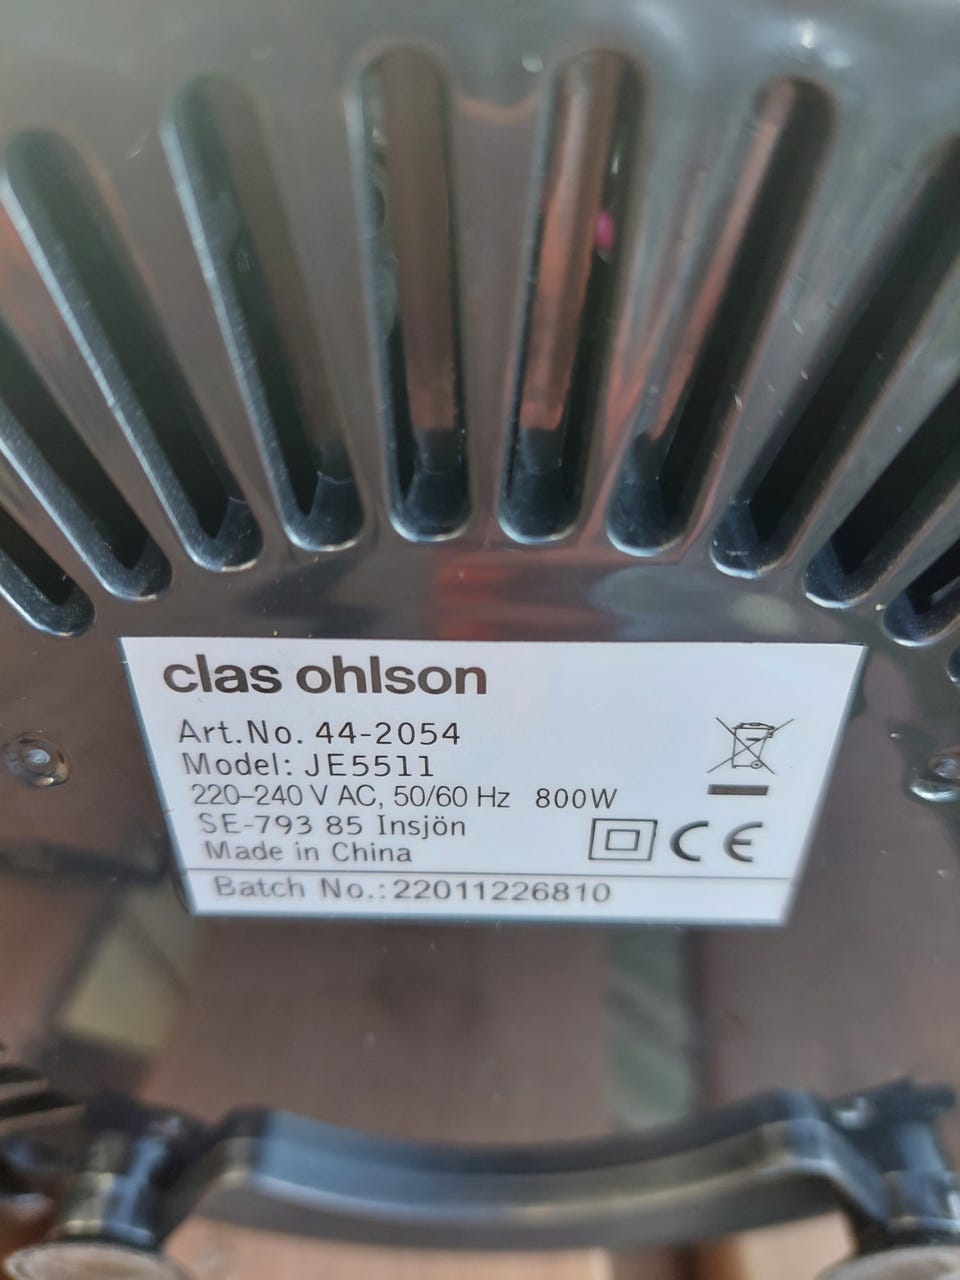 clas ohlson
Art.No. 44-2054
Model: JE5511
220–240 V AC, 50/60 Hz 800W
SE-793 85 Insjön
Made in China
CE
Batch No.:22011226810